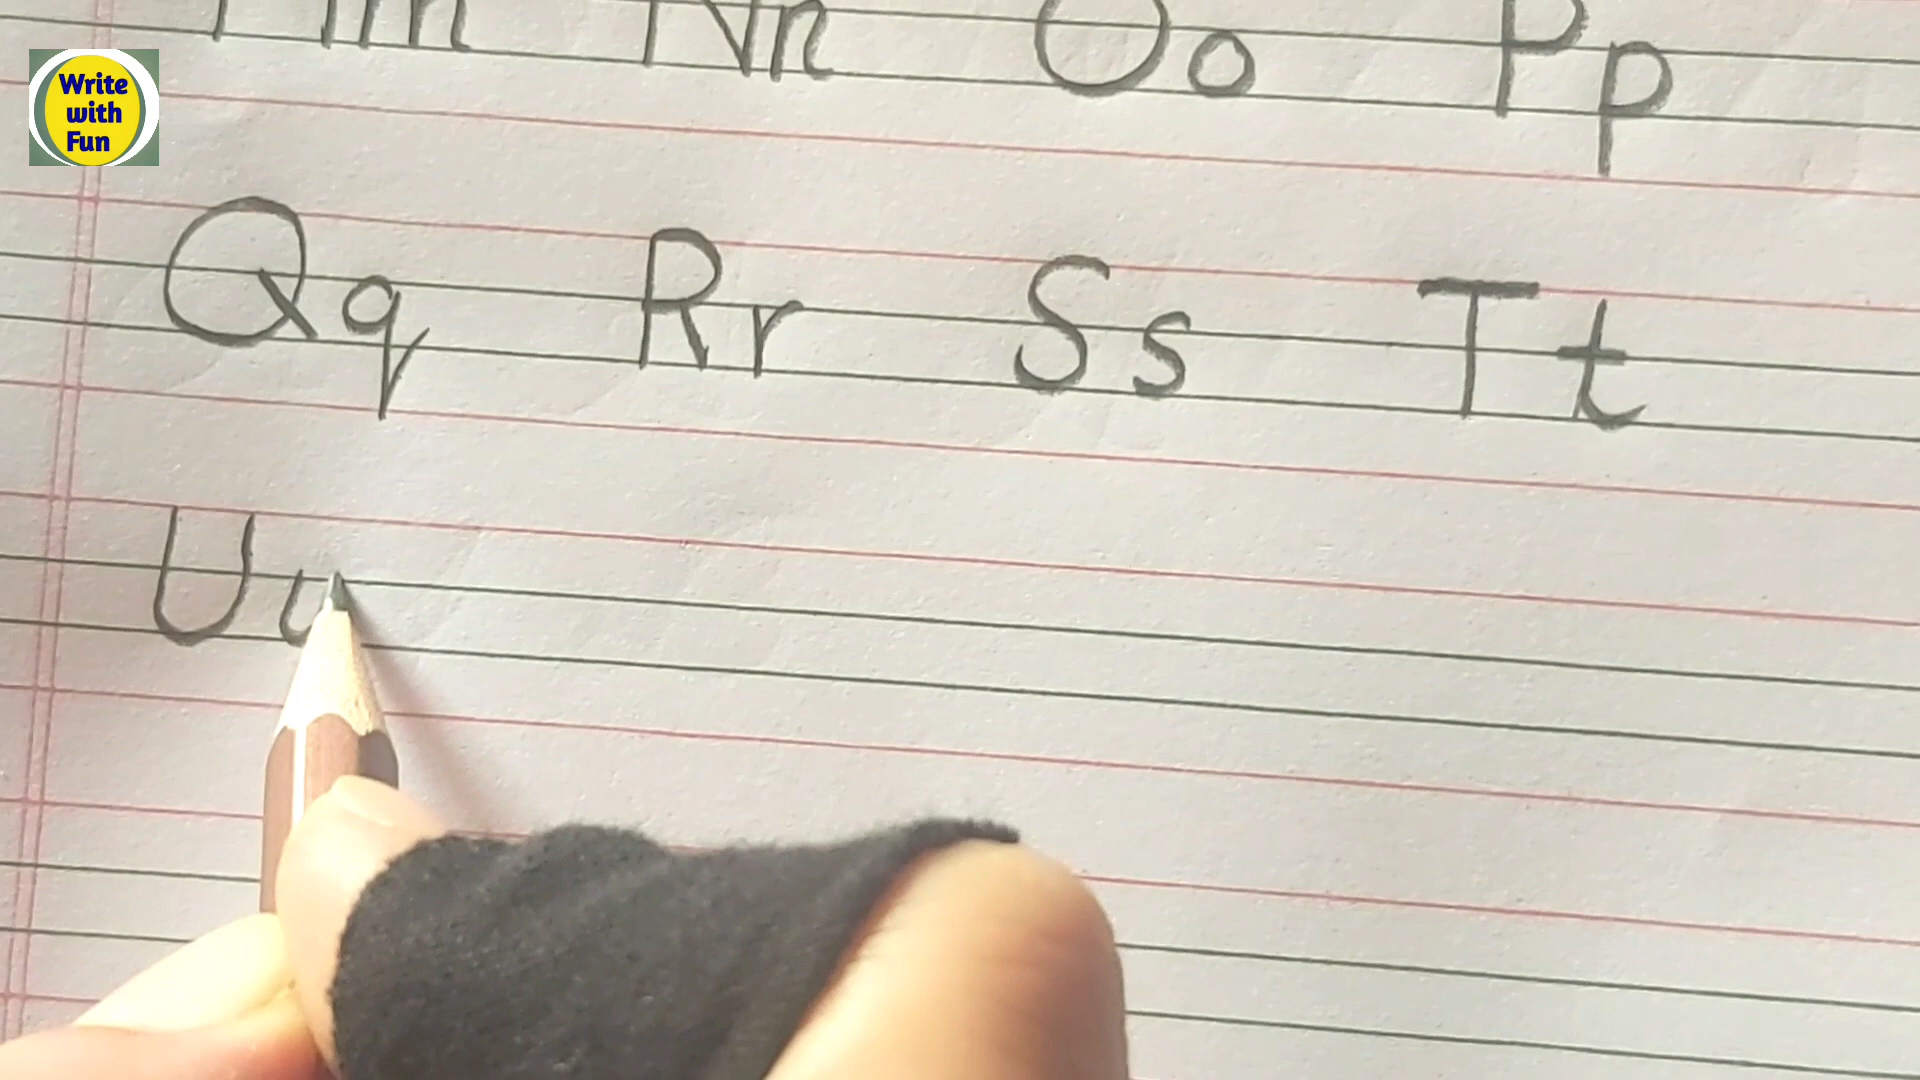 Write
with
Fun
Mm Nn Oo Pp
Qq Rr Ss Tt
Uu